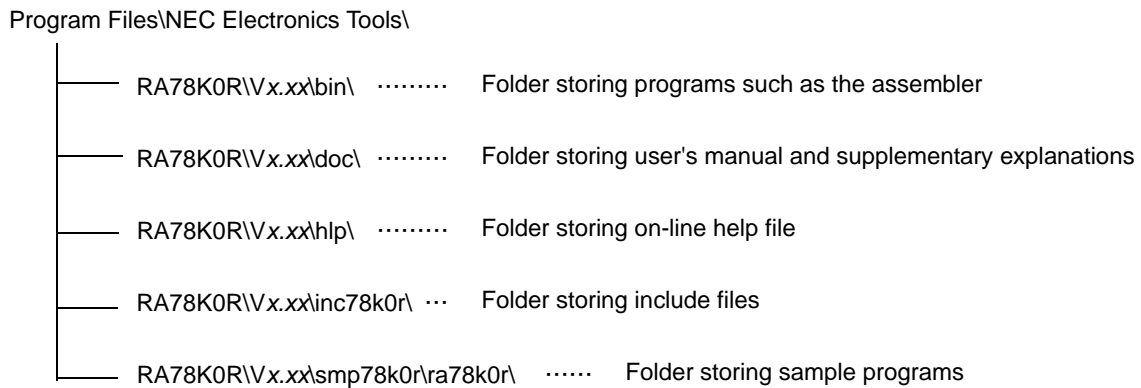 Program Files\NEC Electronics Tools\
RA78K0R\Vx.xx\bin\ ......... Folder storing programs such as the assembler
RA78K0R\Vx.xx\doc\ ......... Folder storing user's manual and supplementary explanations
RA78K0R\Vx.xx\hlp\ ......... Folder storing on-line help file
RA78K0R\Vx.xx\inc78k0r\ ... Folder storing include files
RA78K0R\Vx.xx\smp78k0r\ra78k0r\ ...... Folder storing sample programs